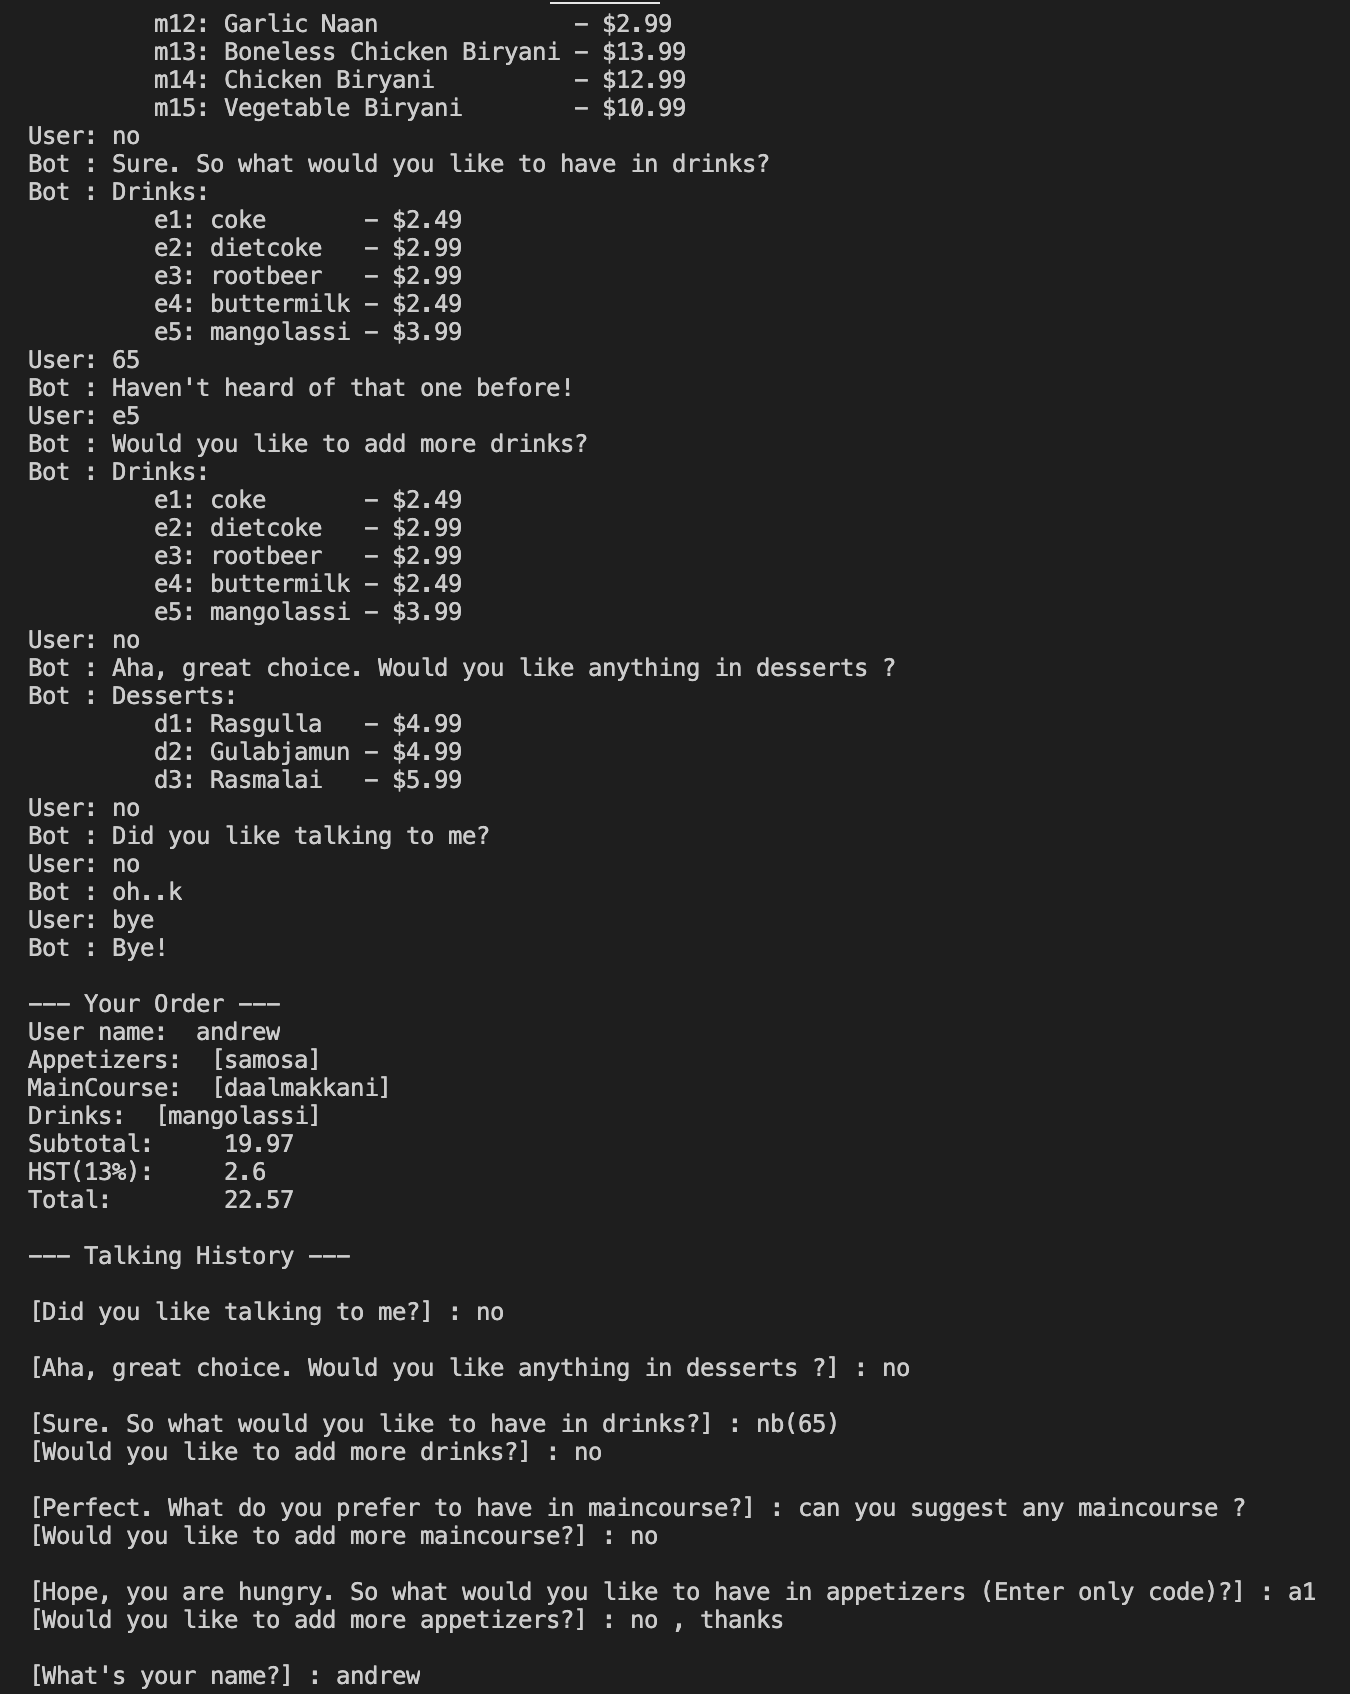 m12: Garlic Naan              - $2.99
m13: Boneless Chicken Biryani - $13.99
m14: Chicken Biryani          - $12.99
m15: Vegetable Biryani        - $10.99
User: no
Bot : Sure. So what would you like to have in drinks?
Bot : Drinks:
e1: coke       - $2.49
e2: dietcoke   - $2.99
e3: rootbeer   - $2.99
e4: buttermilk - $2.49
e5: mangolassi - $3.99
User: 65
Bot : Haven't heard of that one before!
User: e5
Bot : Would you like to add more drinks?
Bot : Drinks:
e1: coke       - $2.49
e2: dietcoke   - $2.99
e3: rootbeer   - $2.99
e4: buttermilk - $2.49
e5: mangolassi - $3.99
User: no
Bot : Aha, great choice. Would you like anything in desserts ?
Bot : Desserts:
d1: Rasgulla   - $4.99
d2: Gulabjamun - $4.99
d3: Rasmalai   - $5.99
User: no
Bot : Did you like talking to me?
User: no
Bot : oh..k
User: bye
Bot : Bye!
--- Your Order ---
User name:  andrew
Appetizers:  [samosa]
MainCourse:  [daalmakkani]
Drinks:  [mangolassi]
Subtotal:     19.97
HST(13%):     2.6
Total:        22.57
--- Talking History ---
[Did you like talking to me?] : no
[Aha, great choice. Would you like anything in desserts ?] : no
[Sure. So what would you like to have in drinks?] : nb(65)
[Would you like to add more drinks?] : no
[Perfect. What do you prefer to have in maincourse?] : can you suggest any maincourse ?
[Would you like to add more maincourse?] : no
[Hope, you are hungry. So what would you like to have in appetizers (Enter only code)?] : a1
[Would you like to add more appetizers?] : no , thanks
[What's your name?] : andrew